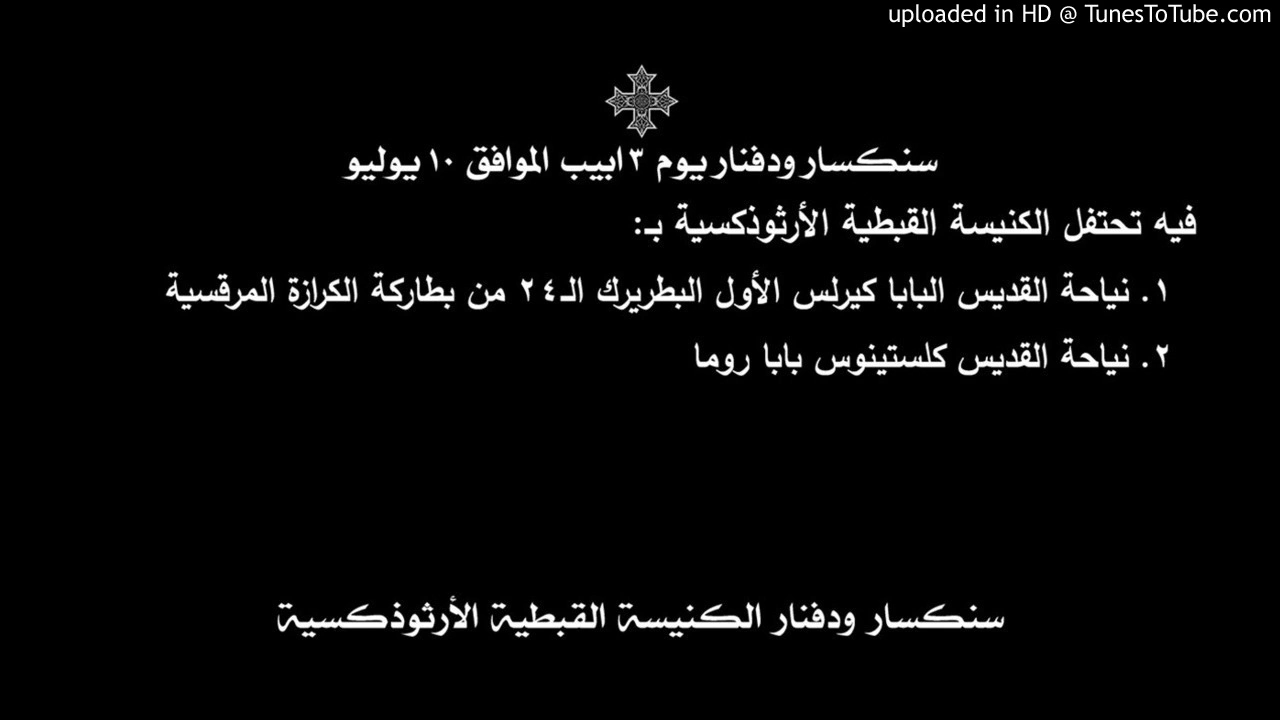 uploaded in HD @ TunesToTube.com
سنكسار ودفنار يوم ٣ ابيب الموافق ١٠ يوليو
فيه تحتفل الكنيسة القبطية الأرثوذكسية بـ:
١. نياحة القديس البابا كيرلس الأول البطريرك الـ٢٤ من بطاركة الكرازة المرقسية
٢. نياحة القديس كلستينوس بابا روما
سنكسار ودفنار الكنيسة القبطية الأرثوذكسية